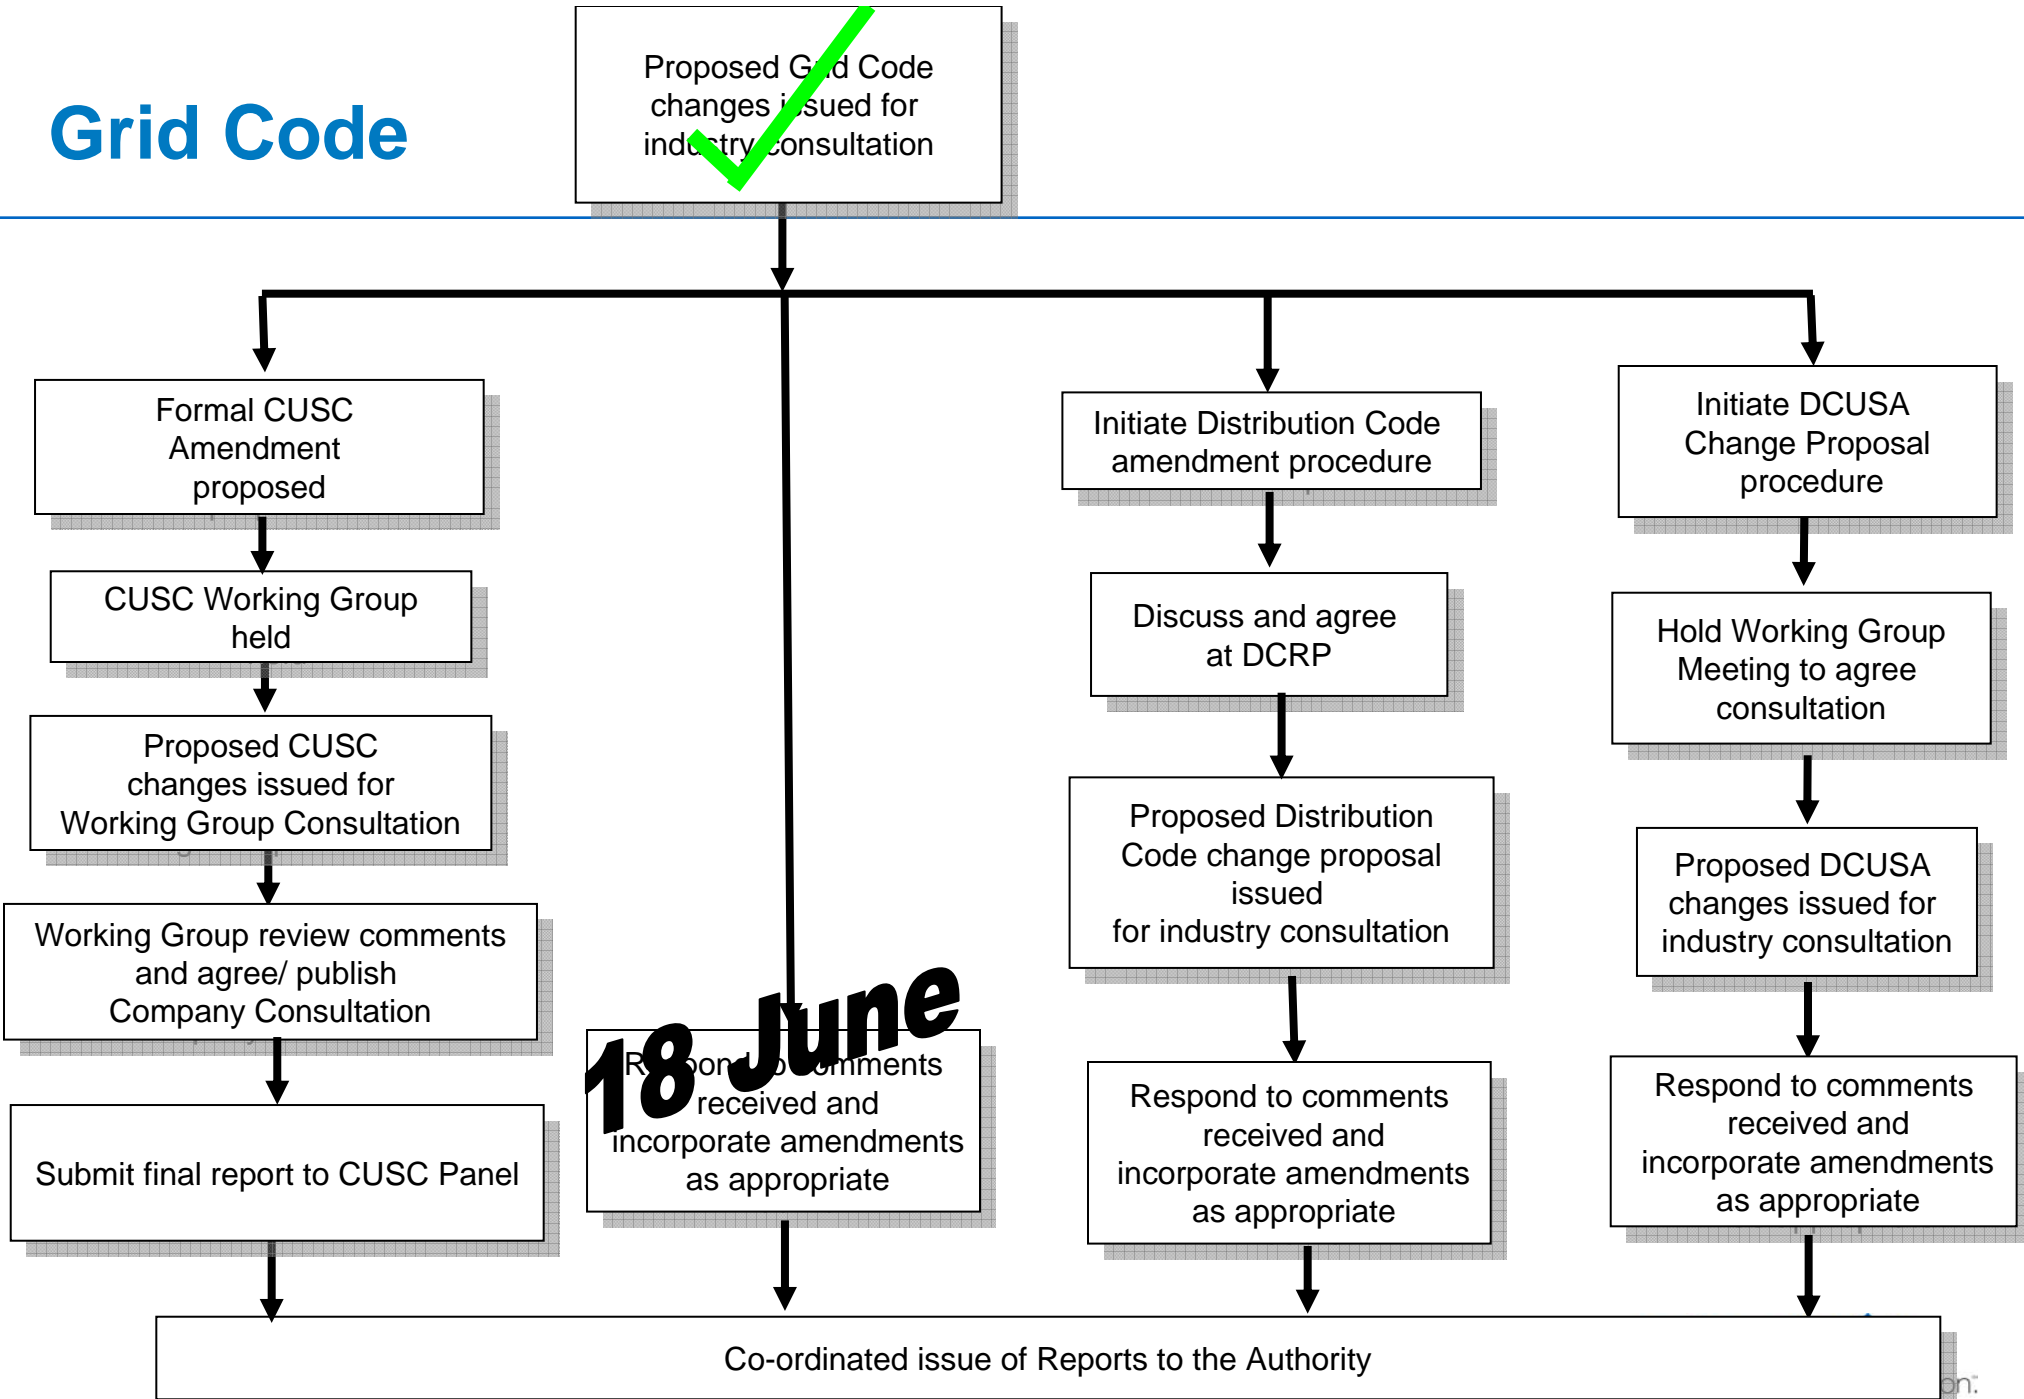 Grid Code
Proposed Grid Code
changes issued for
industry consultation
Formal CUSC
Amendment
proposed
CUSC Working Group
held
Proposed CUSC
changes issued for
Working Group Consultation
Working Group review comments
and agree/ publish
Company Consultation
Submit final report to CUSC Panel
18 June
Respond to comments
received and
incorporate amendments
as appropriate
Initiate Distribution Code
amendment procedure
Discuss and agree
at DCRP
Proposed Distribution
Code change proposal
issued
for industry consultation
Respond to comments
received and
incorporate amendments
as appropriate
Initiate DCUSA
Change Proposal
procedure
Hold Working Group
Meeting to agree
consultation
Proposed DCUSA
changes issued for
industry consultation
Respond to comments
received and
incorporate amendments
as appropriate
Co-ordinated issue of Reports to the Authority